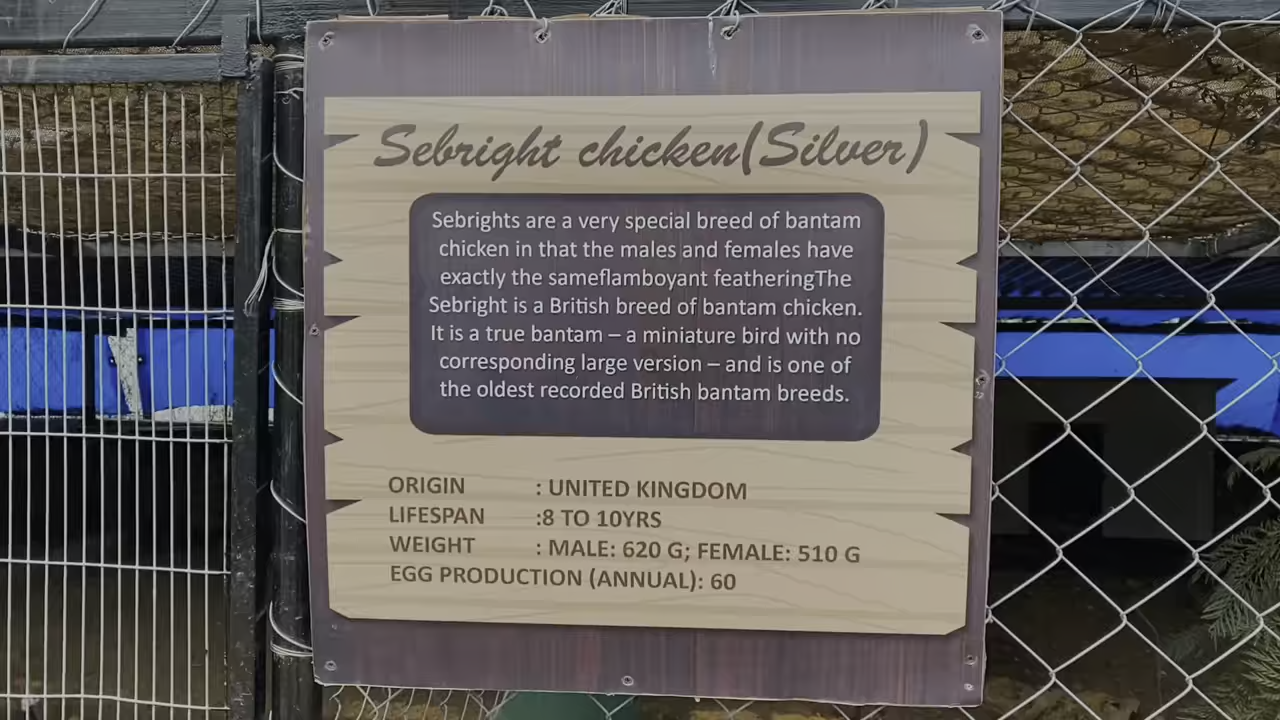 Sebright chicken(Silver)
Sebrights are a very special breed of bantam
chicken in that the males and females have
exactly the sameflamboyant featheringThe
Sebright is a British breed of bantam chicken.
It is a true bantam – a miniature bird with no
corresponding large version – and is one of
the oldest recorded British bantam breeds.
ORIGIN : UNITED KINGDOM
LIFESPAN :8 TO 10YRS
WEIGHT : MALE: 620 G; FEMALE: 510 G
EGG PRODUCTION (ANNUAL): 60